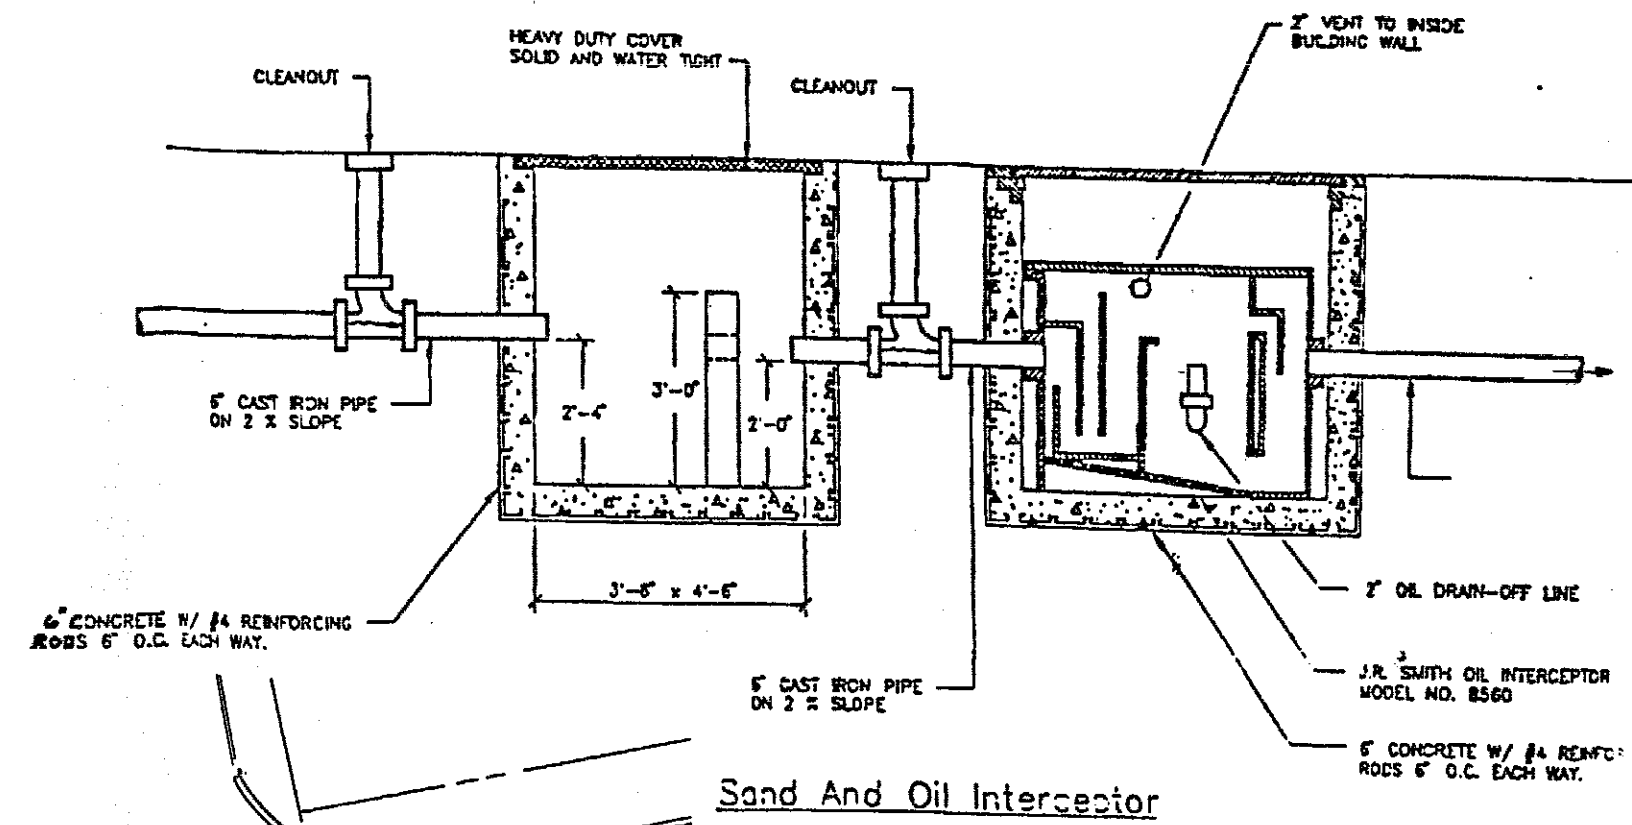 2" VENT TO INSIDE
BUILDING WALL
HEAVY DUTY COVER
SOLID AND WATER TIGHT
CLEANOUT
CLEANOUT
3'-0"
2'-4"
2'-0"
CAST IRON PIPE
ON 2 % SLOPE
3'-8" x 4'-6"
2" OIL DRAIN-OFF LINE
6" CONCRETE W/ #4 REINFORCING
RODS 6" O.C. EACH WAY.
J.R. SMITH OIL INTERCEPTOR
MODEL NO. 8560
CAST IRON PIPE
ON 2 % SLOPE
6" CONCRETE W/ #4
RODS 6" O.C. EACH WAY.
Sand And Oil Interceptor